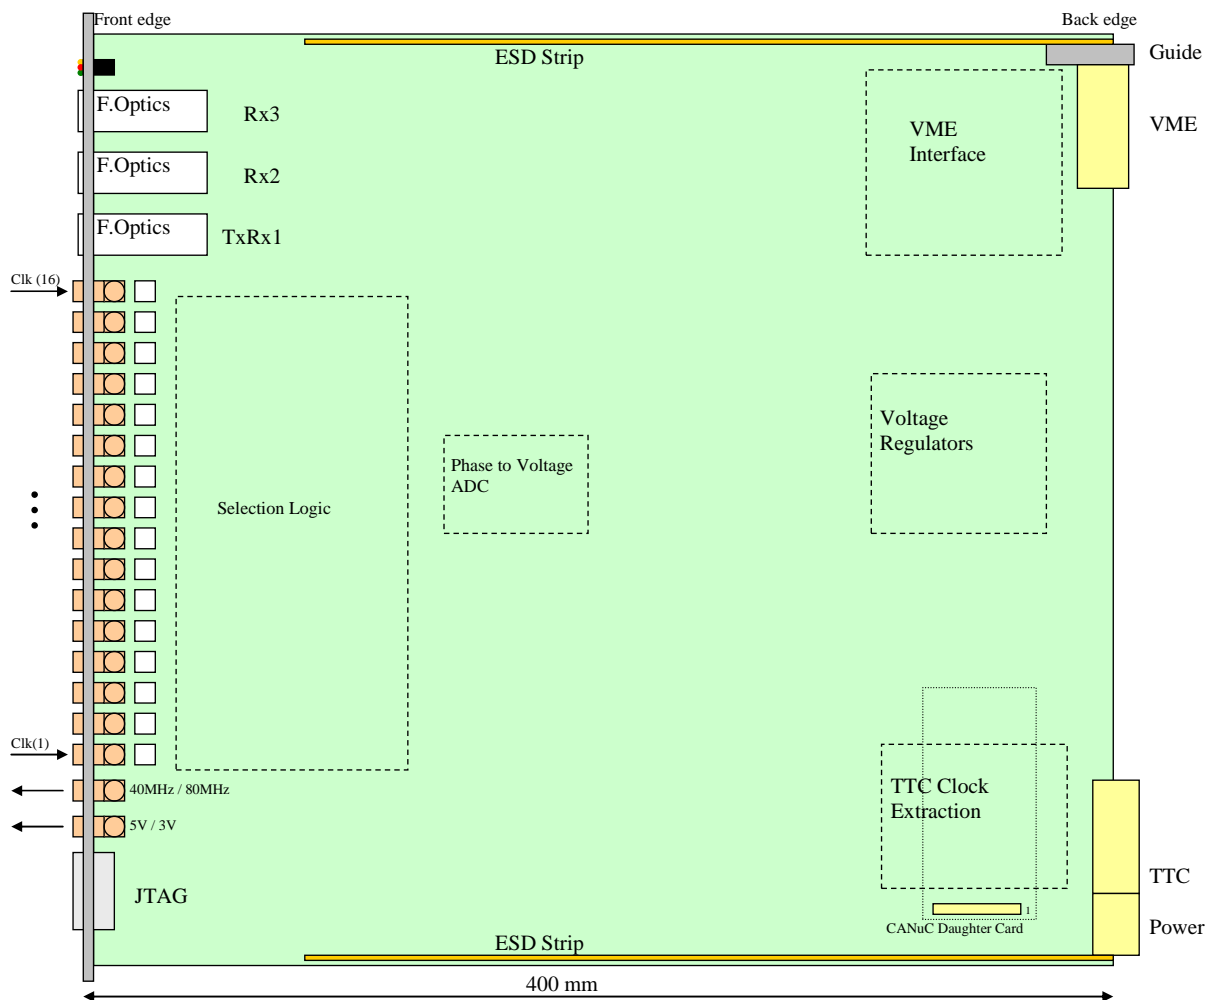 Front edge
Back edge
ESD Strip
Guide
F.Optics
Rx3
VME
Interface
VME
F.Optics
Rx2
F.Optics
TxRx1
Clk (16)
Voltage
Regulators
Phase to Voltage
ADC
Selection Logic
Clk(1)
40MHz / 80MHz
TTC Clock
Extraction
5V / 3V
TTC
JTAG
1
CANuC Daughter Card
Power
ESD Strip
400 mm